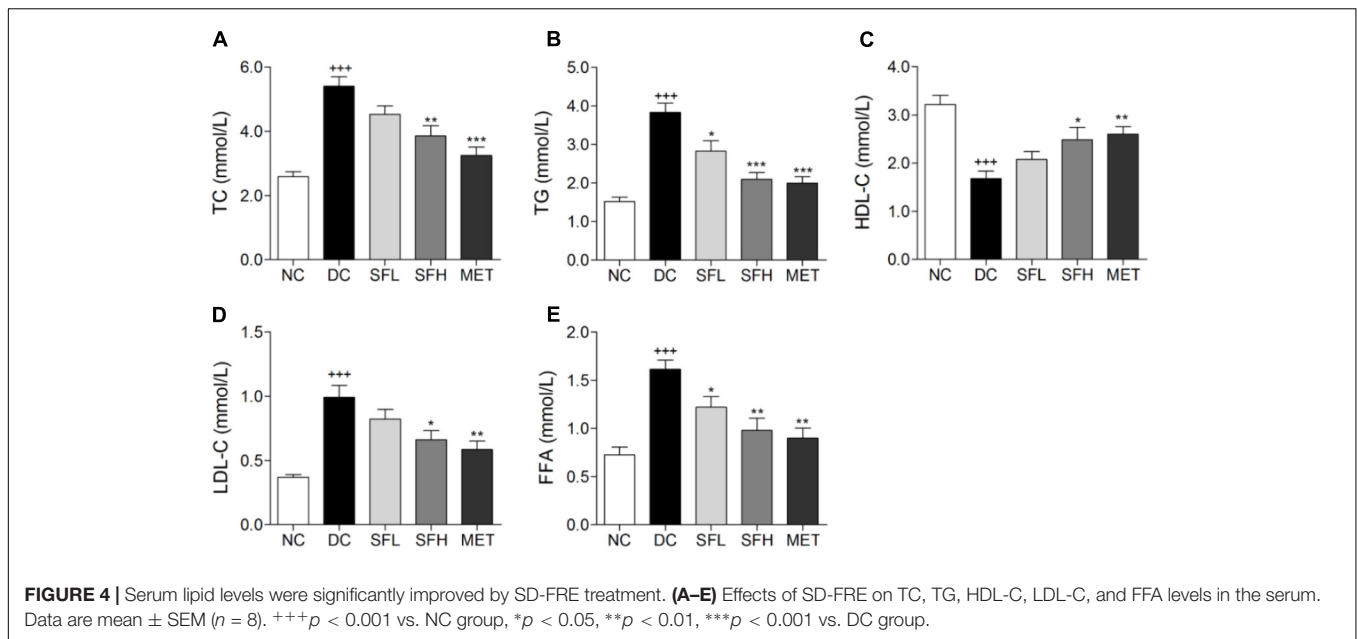 A
6.0
4.0
2.0
0.0
TC (mmol/L)
+++
**
***
NC DC SFL SFH MET
B
5.0
4.0
3.0
2.0
1.0
0.0
TG (mmol/L)
+++
*
***
***
NC DC SFL SFH MET
C
4.0
3.0
2.0
1.0
0.0
HDL-C (mmol/L)
+++
*
**
NC DC SFL SFH MET
D
1.5
1.0
0.5
0.0
LDL-C (mmol/L)
+++
*
**
NC DC SFL SFH MET
E
2.0
1.5
1.0
0.5
0.0
FFA (mmol/L)
+++
*
**
**
NC DC SFL SFH MET
FIGURE 4 | Serum lipid levels were significantly improved by SD-FRE treatment. (A–E) Effects of SD-FRE on TC, TG, HDL-C, LDL-C, and FFA levels in the serum.
Data are mean ± SEM (n = 8). +++p < 0.001 vs. NC group, *p < 0.05, **p < 0.01, ***p < 0.001 vs. DC group.